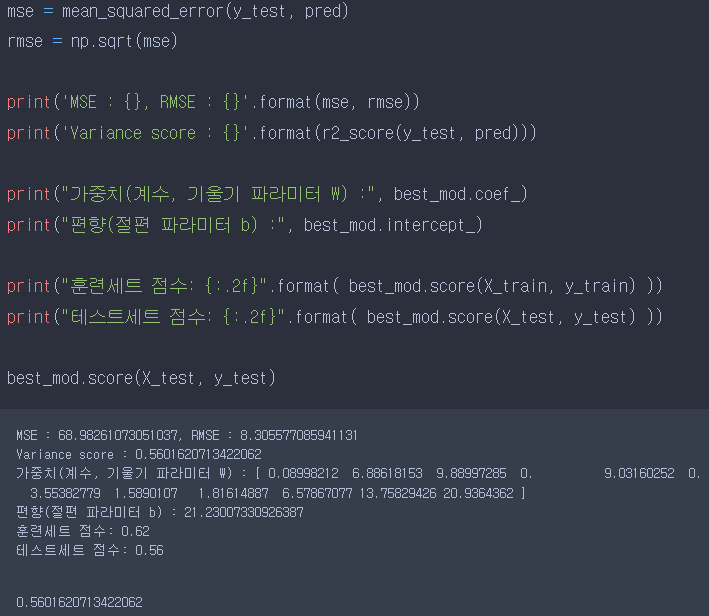 mse = mean_squared_error(y_test, pred)
rmse = np.sqrt(mse)
print('MSE : {}, RMSE : {}'.format(mse, rmse))
print('Variance score : {}'.format(r2_score(y_test, pred)))
print("가중치(계수, 기울기 파라미터 W) :", best_mod.coef_)
print("편향(절편 파라미터 b) :", best_mod.intercept_)
print("훈련세트 점수: {:.2f}".format( best_mod.score(X_train, y_train) ))
print("테스트세트 점수: {:.2f}".format( best_mod.score(X_test, y_test) ))
best_mod.score(X_test, y_test)
MSE : 68.98261073051037, RMSE : 8.305577085941131
Variance score : 0.5601620713422062
가중치(계수, 기울기 파라미터 W) : [ 0.08998212 6.88618153 9.88997285 0. 9.03160252 0.
3.55382779 1.5890107 1.81614887 6.57867077 13.75829426 20.9364362 ]
편향(절편 파라미터 b) : 21.23007330926387
훈련세트 점수: 0.62
테스트세트 점수: 0.56
0.5601620713422062